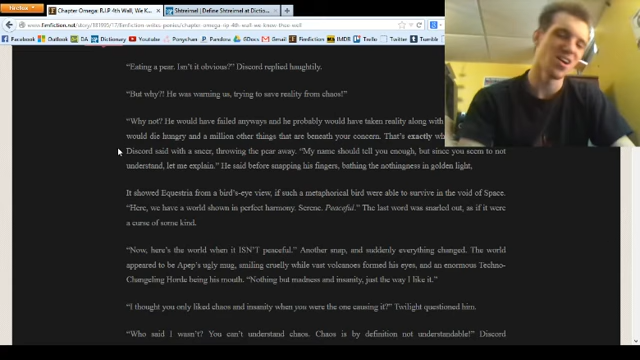 fimfiction
Chapter Omega: R.I.P 4th Wall, We K...
Shtreimel | Define Shtreimel at Dictio...
www.fimfiction.net/story/
Facebook Outlook DA Dictionary Pandora GDocs Gmail Fimfiction IMDB
“Eating a pear. Isn't it obvious?” Discord replied haughtily.
“But why?! He was warning us, trying to save reality from chaos!”
“Why not? He would have failed anyways and he probably would have taken reality along with
would die hungry and a million other things that are beneath your concern. That's exactly
Discord said with a sneer, throwing the pear away. “My name should tell you enough, but since you seem to not
understand, let me explain.” He said before snapping his fingers, bathing the nothingness in golden light,
It showed Equestria from a bird's-eye view, if such a metaphorical bird were able to survive in the void of Space.
“Here, we have a world shown in perfect harmony. Serene. Peaceful.” The last word was snarled out, as if it were
a curse of some kind.
“Now, here's the world when it ISN'T peaceful.” Another snap, and suddenly everything changed. The world
appeared to be Apep's ugly mug, smiling cruelly while vast volcanoes formed his eyes, and an enormous Techno-
Changeling Horde being his mouth. “Nothing but madness and insanity, just the way I like it.”
“I thought you only liked chaos and insanity when you were the one causing it?” Twilight questioned him.
“Who said I wasn't? You can't understand chaos. Chaos is by definition not understandable!” Discord